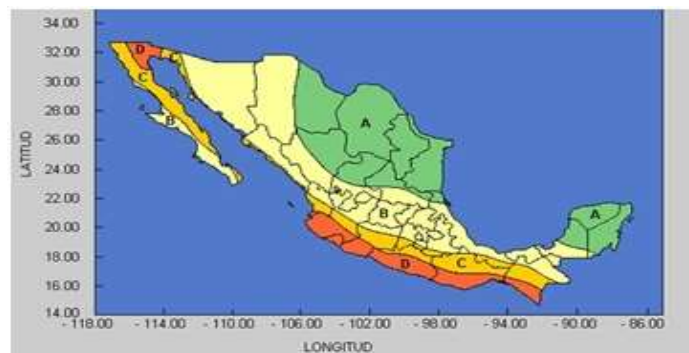 34.00
32.00
30.00
28.00
26.00
24.00
22.00
20.00
18.00
16.00
14.00
LATITUD
D
C
C
D
B
A
B
A
C
D
- 118.00 - 114.00 - 110.00 - 106.00 - 102.00 - 98.00 - 94.00 - 90.00 - 86.00
LONGITUD